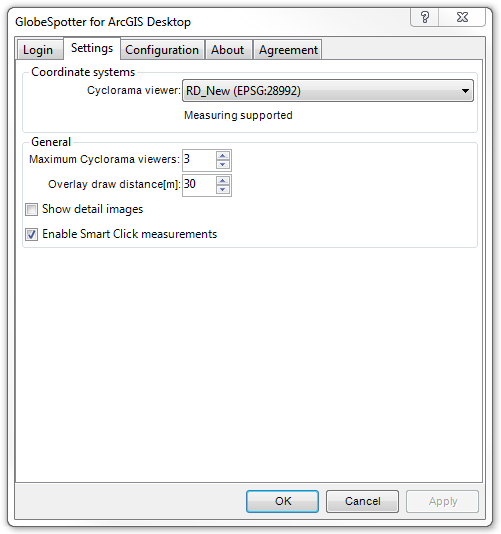 GlobeSpotter for ArcGIS Desktop
Login Settings Configuration About Agreement
Coordinate systems
Cyclorama viewer: RD_New (EPSG:28992)
Measuring supported
General
Maximum Cyclorama viewers: 3
Overlay draw distance[m]: 30
Show detail images
Enable Smart Click measurements
OK Cancel Apply